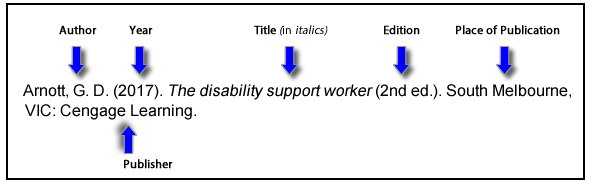 Author Year Title (in italics) Edition Place of Publication
Arnott, G. D. (2017). The disability support worker (2nd ed.). South Melbourne,
VIC: Cengage Learning.
Publisher